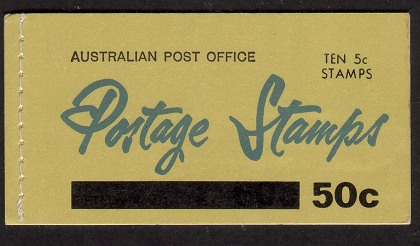 AUSTRALIAN POST OFFICE
TEN 5c
STAMPS
Postage Stamps
50c